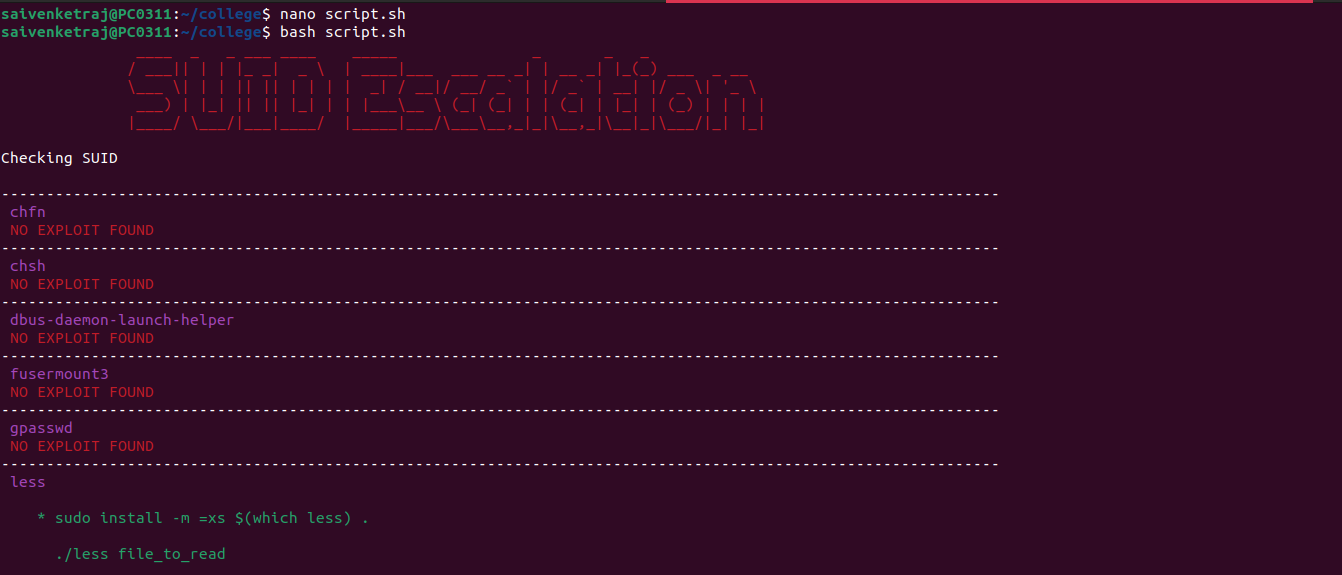 saivenketraj@PC0311:~/college$ nano script.sh
saivenketraj@PC0311:~/college$ bash script.sh
SUID Escalation
Checking SUID
---------------------------------------------------------------------------------------------------------------
chfn
NO EXPLOIT FOUND
---------------------------------------------------------------------------------------------------------------
chsh
NO EXPLOIT FOUND
---------------------------------------------------------------------------------------------------------------
dbus-daemon-launch-helper
NO EXPLOIT FOUND
---------------------------------------------------------------------------------------------------------------
fusermount3
NO EXPLOIT FOUND
---------------------------------------------------------------------------------------------------------------
gpasswd
NO EXPLOIT FOUND
---------------------------------------------------------------------------------------------------------------
less
* sudo install -m =xs $(which less) .
./less file_to_read